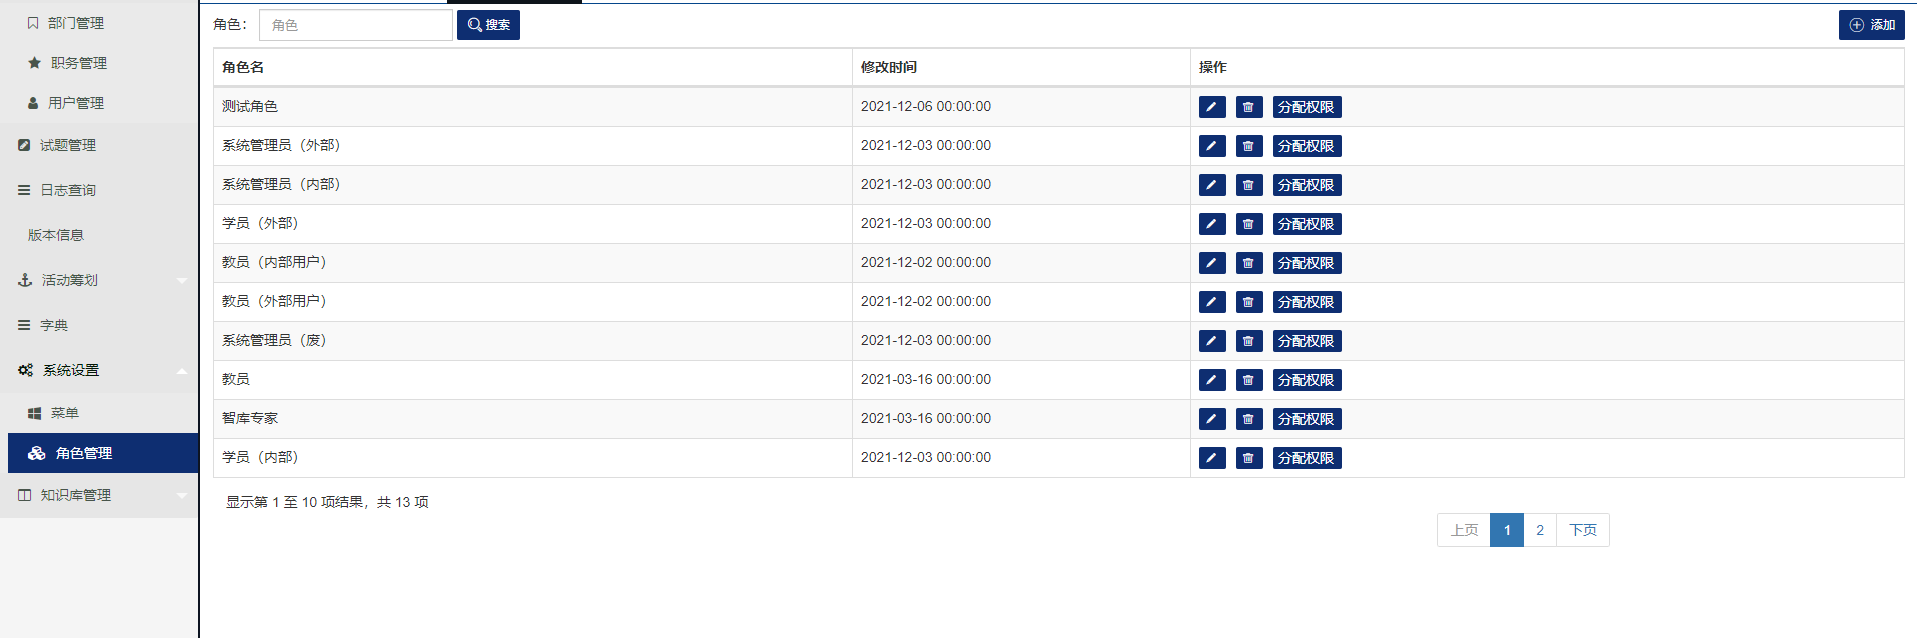 部门管理
职务管理
用户管理
试题管理
日志查询
版本信息
活动筹划
字典
系统设置
菜单
角色管理
知识库管理
角色： 角色 搜索 添加
角色名 修改时间 操作
测试角色 2021-12-06 00:00:00 分配权限
系统管理员（外部） 2021-12-03 00:00:00 分配权限
系统管理员（内部） 2021-12-03 00:00:00 分配权限
学员（外部） 2021-12-03 00:00:00 分配权限
教员（内部用户） 2021-12-02 00:00:00 分配权限
教员（外部用户） 2021-12-02 00:00:00 分配权限
系统管理员（废） 2021-12-03 00:00:00 分配权限
教员 2021-03-16 00:00:00 分配权限
智库专家 2021-03-16 00:00:00 分配权限
学员（内部） 2021-12-03 00:00:00 分配权限
显示第 1 至 10 项结果，共 13 项
上页 1 2 下页